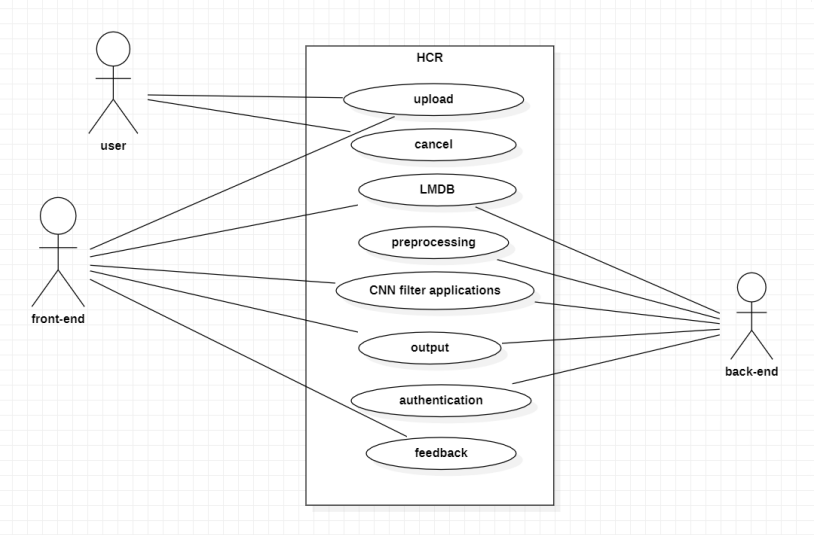 HCR
user
upload
cancel
LMDB
preprocessing
CNN filter applications
front-end
output
back-end
authentication
feedback